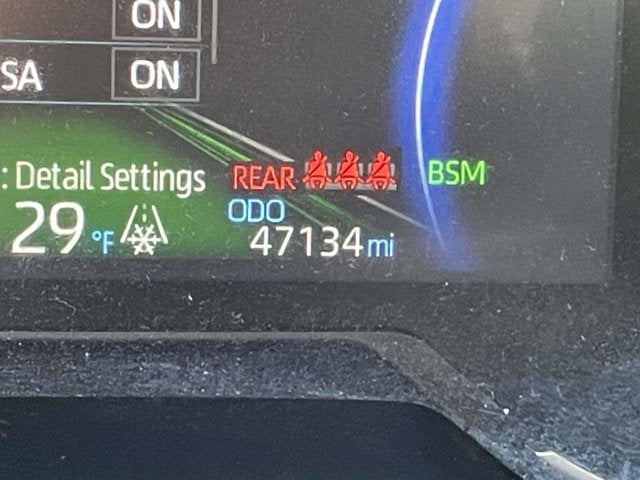 ON
SA ON
: Detail Settings
REAR BSM
ODO
29 °F 47134 mi